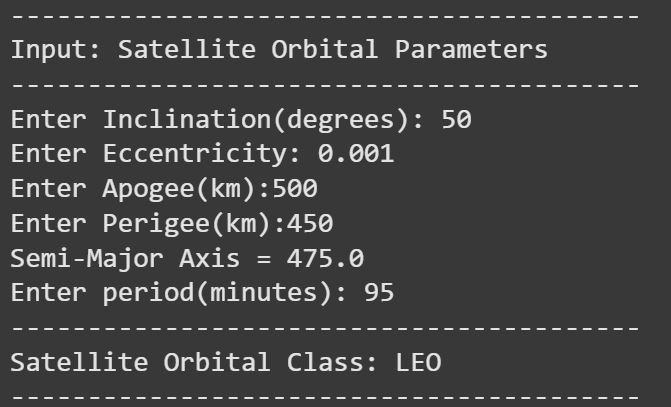 -----------------------------------------
Input: Satellite Orbital Parameters
-----------------------------------------
Enter Inclination(degrees): 50
Enter Eccentricity: 0.001
Enter Apogee(km):500
Enter Perigee(km):450
Semi-Major Axis = 475.0
Enter period(minutes): 95
-----------------------------------------
Satellite Orbital Class: LEO
-----------------------------------------